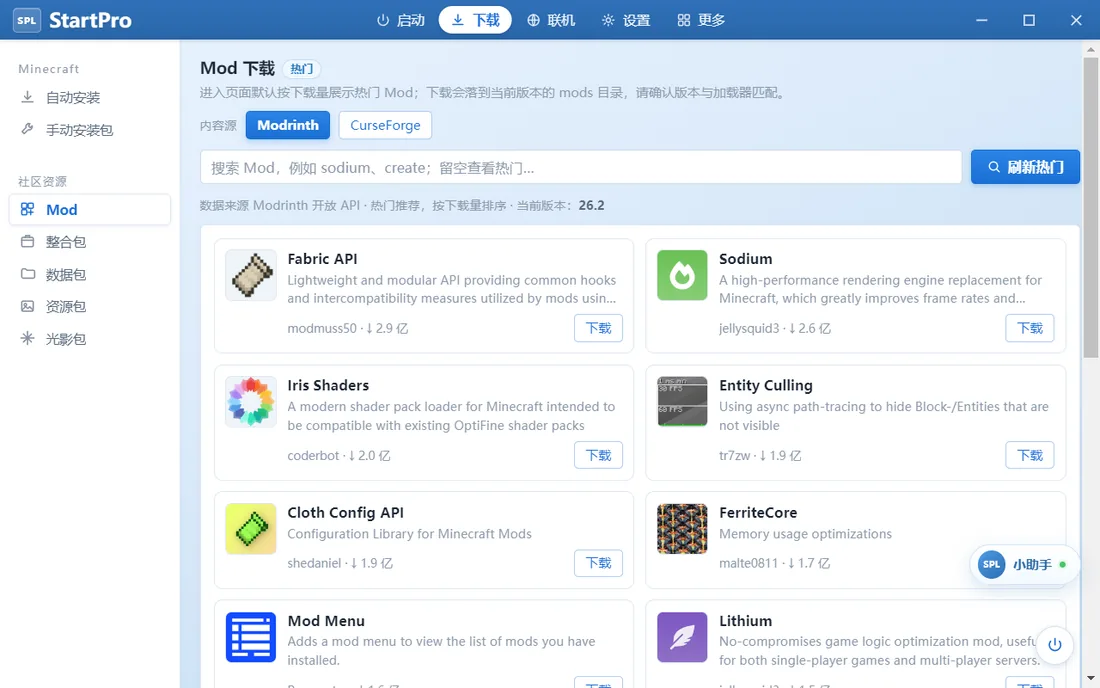 SPL StartPro
启动 下载 联机 设置 更多
Minecraft
自动安装
手动安装包
社区资源
Mod
整合包
数据包
资源包
光影包
Mod 下载 热门
进入页面默认按下载量展示热门 Mod；下载会落到当前版本的 mods 目录，请确认版本与加载器匹配。
内容源 Modrinth CurseForge
搜索 Mod，例如 sodium、create；留空查看热门...
刷新热门
数据来源 Modrinth 开放 API · 热门推荐，按下载量排序 · 当前版本：26.2
Fabric API
Lightweight and modular API providing common hooks
and intercompatibility measures utilized by mods usin...
modmuss50 · ↓ 2.9 亿
下载
Sodium
A high-performance rendering engine replacement for
Minecraft, which greatly improves frame rates and...
jellysquid3 · ↓ 2.6 亿
下载
Iris Shaders
A modern shader pack loader for Minecraft intended to
be compatible with existing OptiFine shader packs
coderbot · ↓ 2.0 亿
下载
Entity Culling
Using async path-tracing to hide Block-/Entities that are
not visible
tr7zw · ↓ 1.9 亿
下载
Cloth Config API
Configuration Library for Minecraft Mods
shedaniel · ↓ 1.9 亿
下载
FerriteCore
Memory usage optimizations
malte0811 · ↓ 1.7 亿
SPL 小助手
Mod Menu
Adds a mod menu to view the list of mods you have
installed.
下载
Lithium
No-compromises game logic optimization mod, usefu
for both single-player games and multi-player servers.
下载